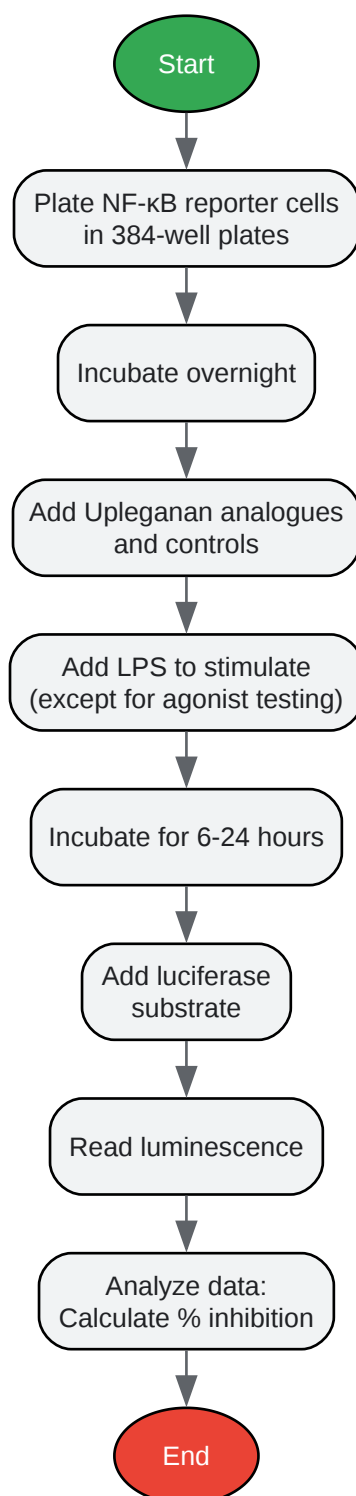 Start
Plate NF-κB reporter cells
in 384-well plates
Incubate overnight
Add Upleganan analogues
and controls
Add LPS to stimulate
(except for agonist testing)
Incubate for 6-24 hours
Add luciferase
substrate
Read luminescence
Analyze data:
Calculate % inhibition
End